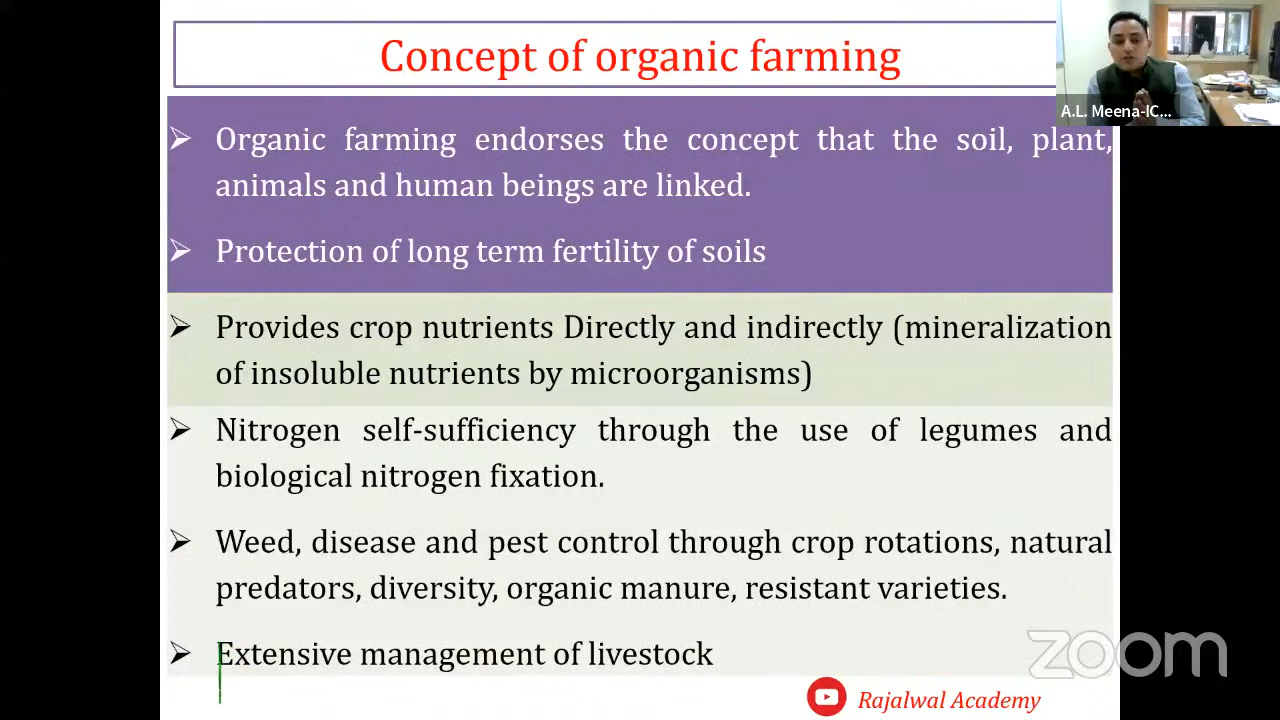 Concept of organic farming
A.L. Meena-IC...
➢ Organic farming endorses the concept that the soil, plant,
animals and human beings are linked.
➢ Protection of long term fertility of soils
➢ Provides crop nutrients Directly and indirectly (mineralization
of insoluble nutrients by microorganisms)
➢ Nitrogen self-sufficiency through the use of legumes and
biological nitrogen fixation.
➢ Weed, disease and pest control through crop rotations, natural
predators, diversity, organic manure, resistant varieties.
➢ Extensive management of livestock
zoom
Rajalwal Academy